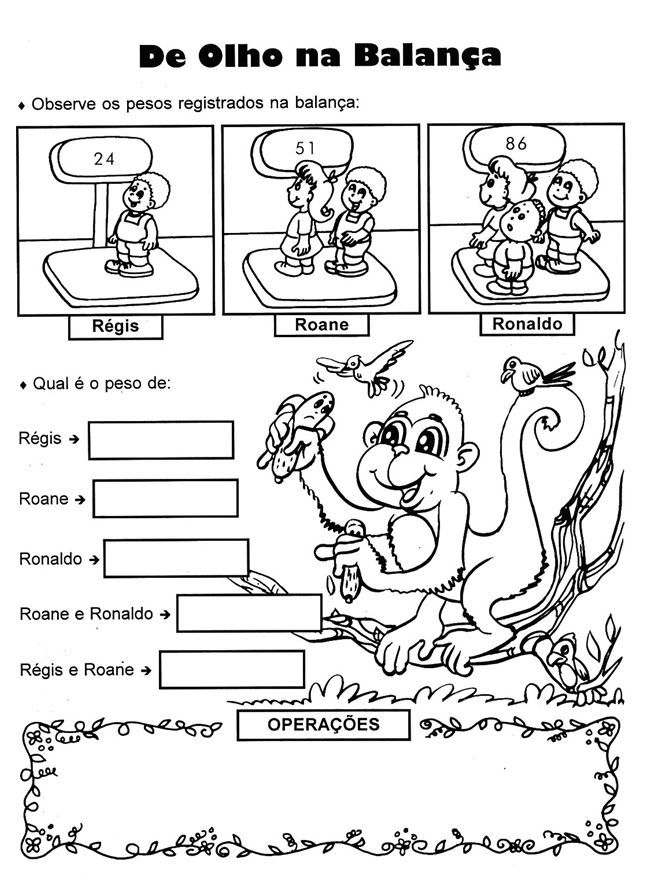 De Olho na Balança
♦ Observe os pesos registrados na balança:
24
51
86
Régis
Roane
Ronaldo
♦ Qual é o peso de:
Régis →
Roane →
Ronaldo →
Roane e Ronaldo →
Régis e Roane →
OPERAÇÕES